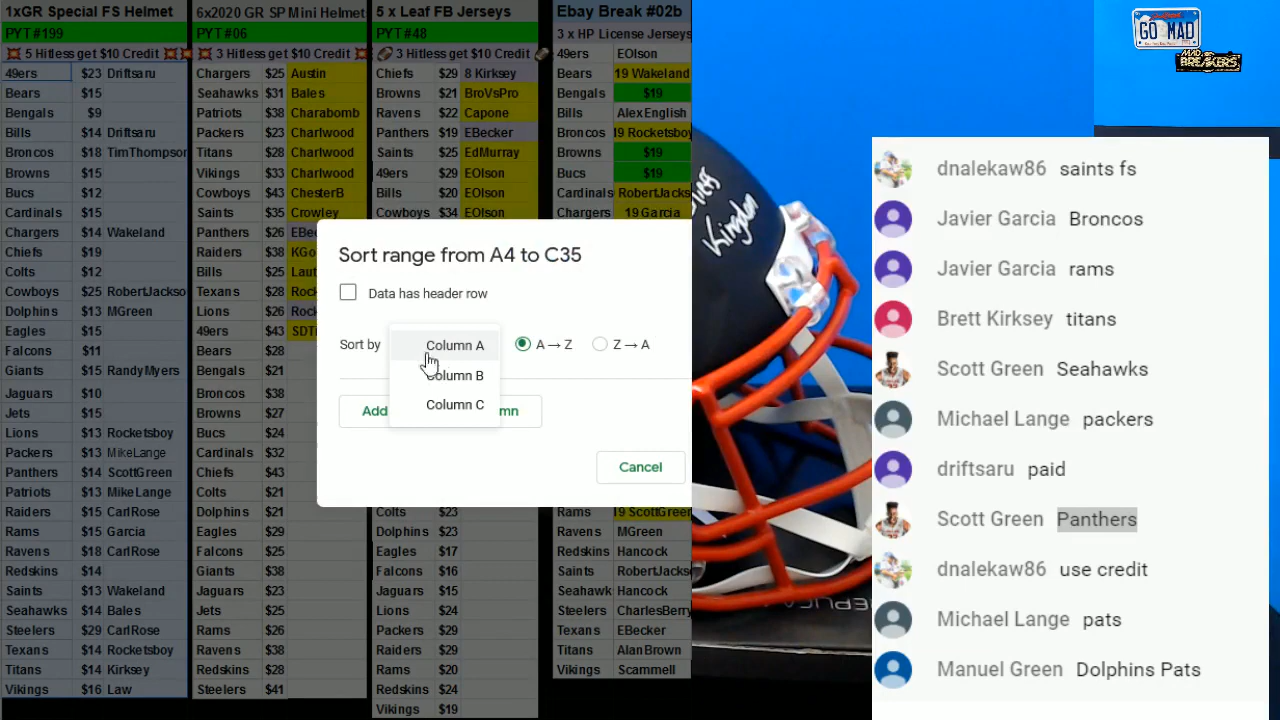 1xGR Special FS Helmet
PYT #199
5 Hitless get $10 Credit
49ers $23 Driftsaru
Bears $15
Bengals $9
Bills $14 Driftsaru
Broncos $18 TimThompson
Browns $15
Bucs $12
Cardinals $15
Chargers $14 Wakeland
Chiefs $19
Colts $12
Cowboys $25 RobertJackso
Dolphins $13 MGreen
Eagles $15
Falcons $11
Giants $15 RandyMyers
Jaguars $10
Jets $15
Lions $13 Rocketsboy
Packers $13 MikeLange
Panthers $14 ScottGreen
Patriots $13 MikeLange
Raiders $15 CarlRose
Rams $15 Garcia
Ravens $18 CarlRose
Redskins $14
Saints $13 Wakeland
Seahawks $14 Bales
Steelers $29 CarlRose
Texans $14 Rocketsboy
Titans $14 Kirksey
Vikings $16 Law
6x2020 GR SP Mini Helmet
PYT #06
3 Hitless get $10 Credit
Chargers $25 Austin
Seahawks $31 Bales
Patriots $38 Charabomb
Packers $23 Charlwood
Titans $28 Charlwood
Vikings $33 Charlwood
Cowboys $43 ChesterB
Saints $35 Crowley
Panthers $26 EBec
Raiders $38 KGo
Bills $25 Laut
Texans $28 Roc
Lions $26 Roc
49ers $43 SDTi
Bears $28
Bengals $21
Broncos $38
Browns $27
Bucs $24
Cardinals $32
Chiefs $43
Colts $21
Dolphins $21
Eagles $29
Falcons $25
Giants $38
Jaguars $23
Jets $25
Rams $26
Ravens $38
Redskins $28
Steelers $41
5 x Leaf FB Jerseys
PYT #48
3 Hitless get $10 Credit
Chiefs $29 8 Kirksey
Browns $21 BroVsPro
Ravens $22 Capone
Panthers $19 EBecker
Saints $25 EdMurray
49ers $29 EOlson
Bills $20 EOlson
Cowboys $34 EOlson
Colts $23
Dolphins $23
Eagles $17
Falcons $16
Jaguars $15
Lions $24
Packers $29
Raiders $29
Rams $20
Redskins $24
Vikings $19
Ebay Break #02b
3 x HP License Jerseys
49ers EOlson
Bears 19 Wakeland
Bengals $19
Bills AlexEnglish
Broncos 19 Rocketsboy
Browns $19
Bucs $19
Cardinals RobertJacks
Chargers 19 Garcia
Rams 19 ScottGreen
Ravens MGreen
Redskins Hancock
Saints RobertJacks
Seahawk Hancock
Steelers CharlesBerry
Texans EBecker
Titans AlanBrown
Vikings Scammell
Sort range from A4 to C35
Data has header row
Sort by
Column A
Column B
Column C
A → Z
Z → A
Add
mn
Cancel
Kingdom
REPLICA
GO MAD
MAD
BREAKERS
dnalekaw86 saints fs
Javier Garcia Broncos
Javier Garcia rams
Brett Kirksey titans
Scott Green Seahawks
Michael Lange packers
driftsaru paid
Scott Green Panthers
dnalekaw86 use credit
Michael Lange pats
Manuel Green Dolphins Pats